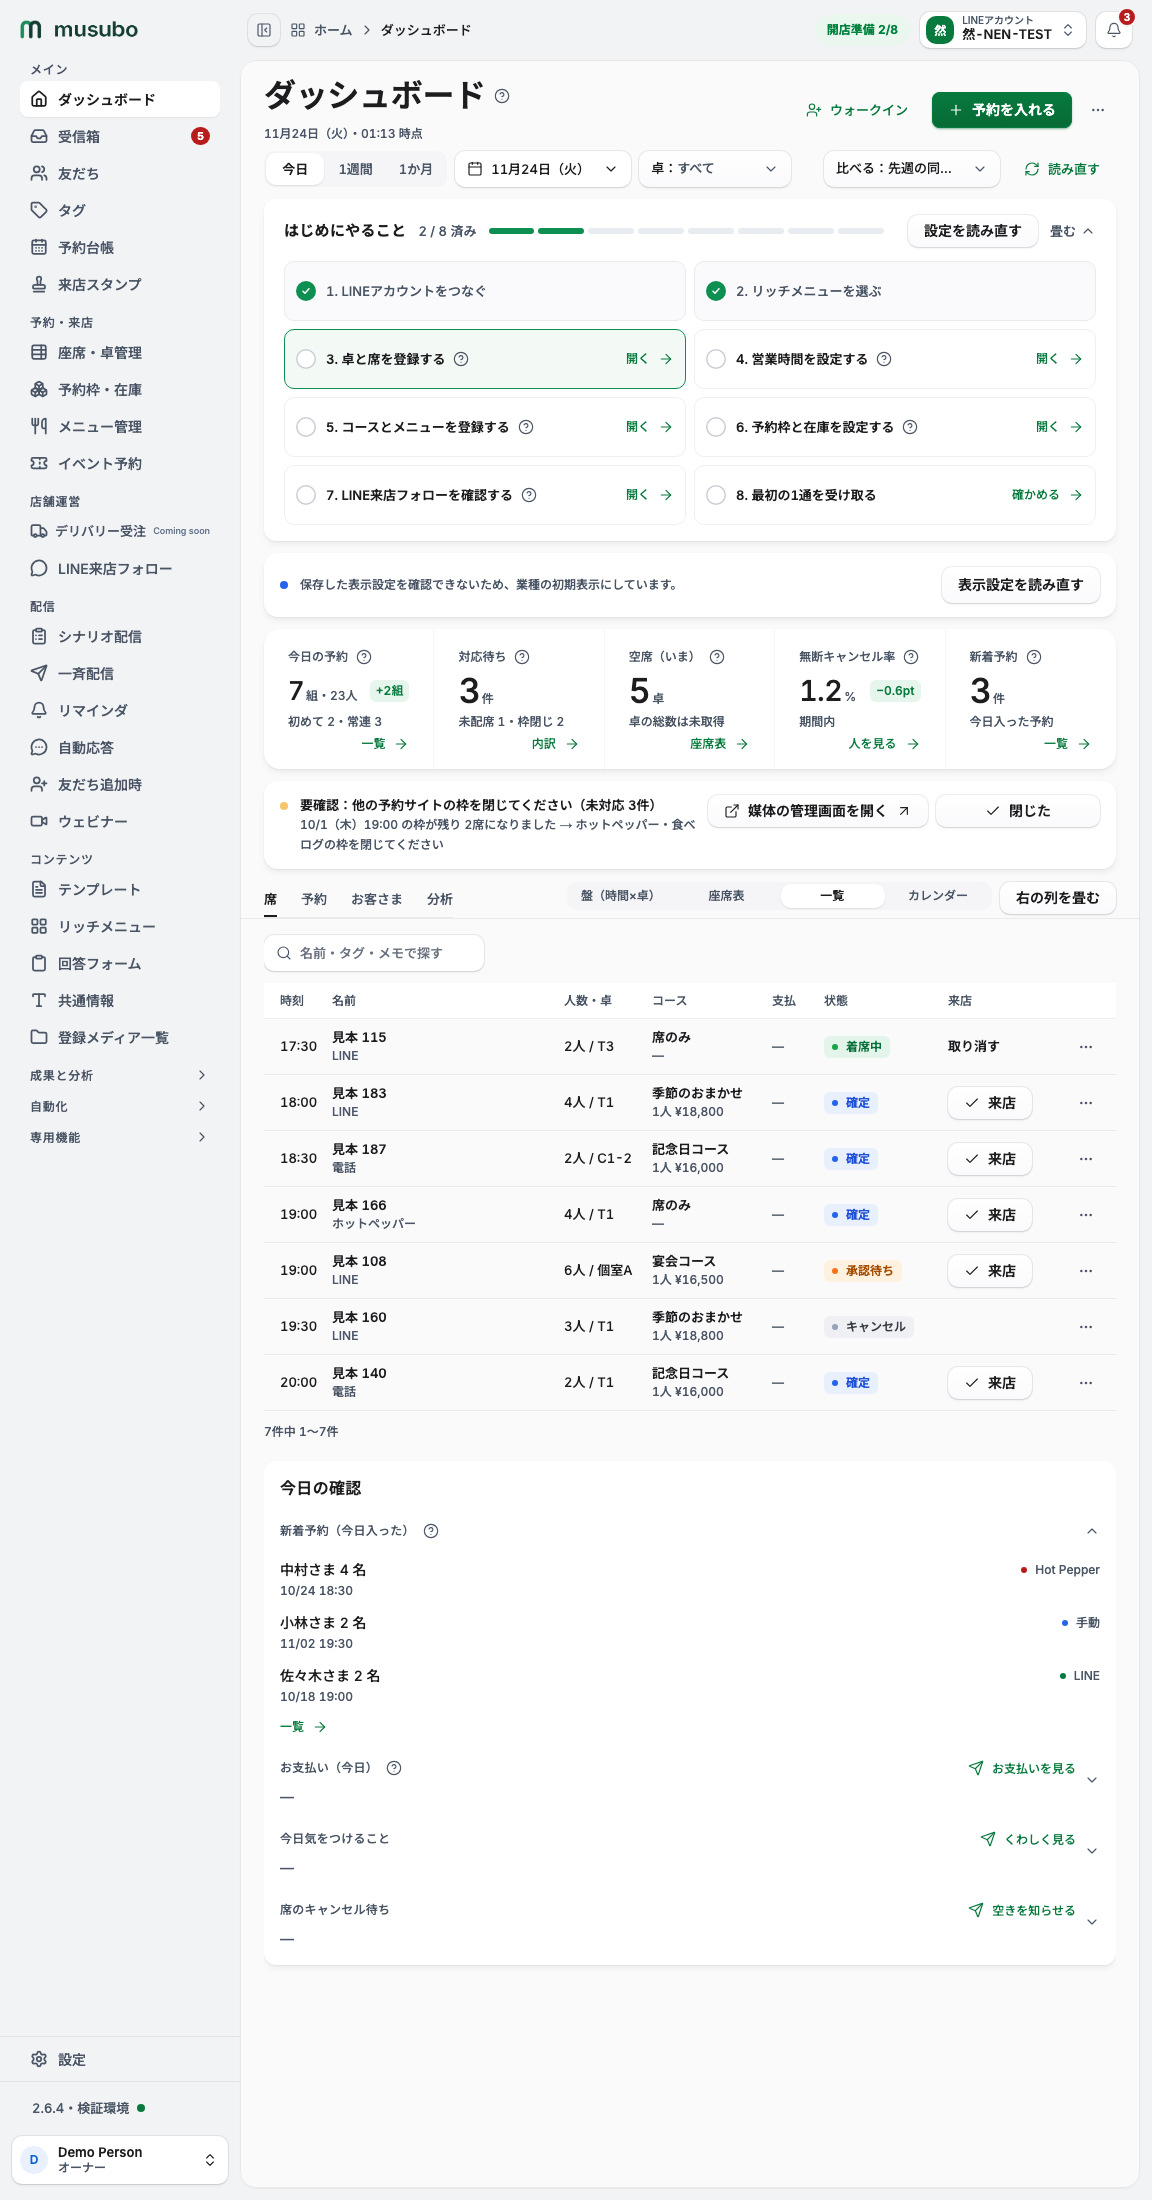 musubo
メイン
ダッシュボード
受信箱 5
友だち
タグ
予約台帳
来店スタンプ
予約・来店
座席・卓管理
予約枠・在庫
メニュー管理
イベント予約
店舗運営
デリバリー受注 Coming soon
LINE来店フォロー
配信
シナリオ配信
一斉配信
リマインダ
自動応答
友だち追加時
ウェビナー
コンテンツ
テンプレート
リッチメニュー
回答フォーム
共通情報
登録メディア一覧
成果と分析
自動化
専用機能
設定
2.6.4・検証環境
D
Demo Person
オーナー
ホーム > ダッシュボード
開店準備 2/8
然
LINEアカウント
然-NEN-TEST
3
ダッシュボード
11月24日（火）・01:13 時点
ウォークイン
予約を入れる
今日 1週間 1か月
11月24日（火）
卓：すべて
比べる：先週の同...
読み直す
はじめにやること 2 / 8 済み
設定を読み直す
畳む
1. LINEアカウントをつなぐ
2. リッチメニューを選ぶ
3. 卓と席を登録する 開く
4. 営業時間を設定する 開く
5. コースとメニューを登録する 開く
6. 予約枠と在庫を設定する 開く
7. LINE来店フォローを確認する 開く
8. 最初の1通を受け取る 確かめる
保存した表示設定を確認できないため、業種の初期表示にしています。
表示設定を読み直す
今日の予約
7組・23人 +2組
初めて 2・常連 3
一覧
対応待ち
3件
未配席 1・枠閉じ 2
内訳
空席（いま）
5卓
卓の総数は未取得
座席表
無断キャンセル率
1.2% −0.6pt
期間内
人を見る
新着予約
3件
今日入った予約
一覧
要確認：他の予約サイトの枠を閉じてください（未対応 3件）
10/1（木）19:00 の枠が残り 2席になりました → ホットペッパー・食べ
ログの枠を閉じてください
媒体の管理画面を開く
閉じた
席 予約 お客さま 分析
盤（時間×卓） 座席表 一覧 カレンダー
右の列を畳む
名前・タグ・メモで探す
時刻 名前 人数・卓 コース 支払 状態 来店
17:30 見本 115 2人 / T3 席のみ — 着席中 取り消す
LINE —
18:00 見本 183 4人 / T1 季節のおまかせ — 確定 来店
LINE 1人 ¥18,800
18:30 見本 187 2人 / C1-2 記念日コース — 確定 来店
電話 1人 ¥16,000
19:00 見本 166 4人 / T1 席のみ — 確定 来店
ホットペッパー —
19:00 見本 108 6人 / 個室A 宴会コース — 承認待ち 来店
LINE 1人 ¥16,500
19:30 見本 160 3人 / T1 季節のおまかせ — キャンセル
LINE 1人 ¥18,800
20:00 見本 140 2人 / T1 記念日コース — 確定 来店
電話 1人 ¥16,000
7件中 1〜7件
今日の確認
新着予約（今日入った）
中村さま 4 名 Hot Pepper
10/24 18:30
小林さま 2 名 手動
11/02 19:30
佐々木さま 2 名 LINE
10/18 19:00
一覧
お支払い（今日） お支払いを見る
—
今日気をつけること くわしく見る
—
席のキャンセル待ち 空きを知らせる
—